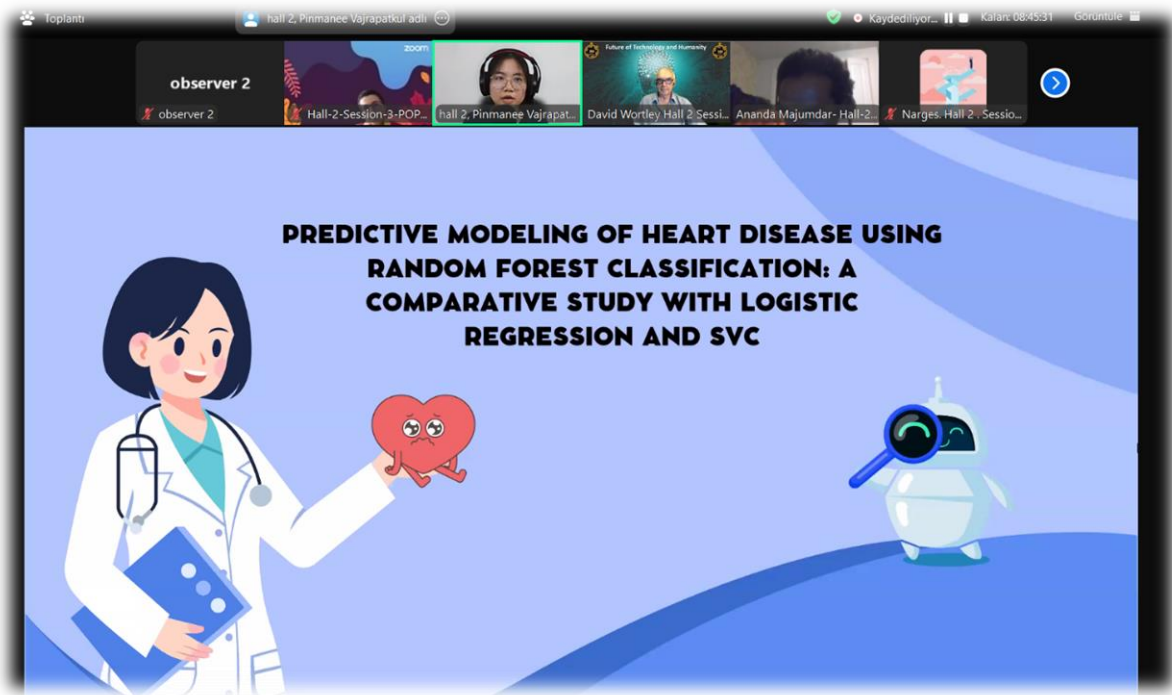 Toplantı
hall 2, Pinmanee Vajrapatkul adlı
Kaydediliyor...
Kalan: 08:45:31
Görüntüle
observer 2
observer 2
zoom
Hall-2-Session-3-POP...
hall 2, Pinmanee Vajrapat...
Future of Technology and Humanity
David Wortley Hall 2 Sessi...
Ananda Majumdar- Hall-2...
Narges. Hall 2 . Sessio...
PREDICTIVE MODELING OF HEART DISEASE USING
RANDOM FOREST CLASSIFICATION: A
COMPARATIVE STUDY WITH LOGISTIC
REGRESSION AND SVC